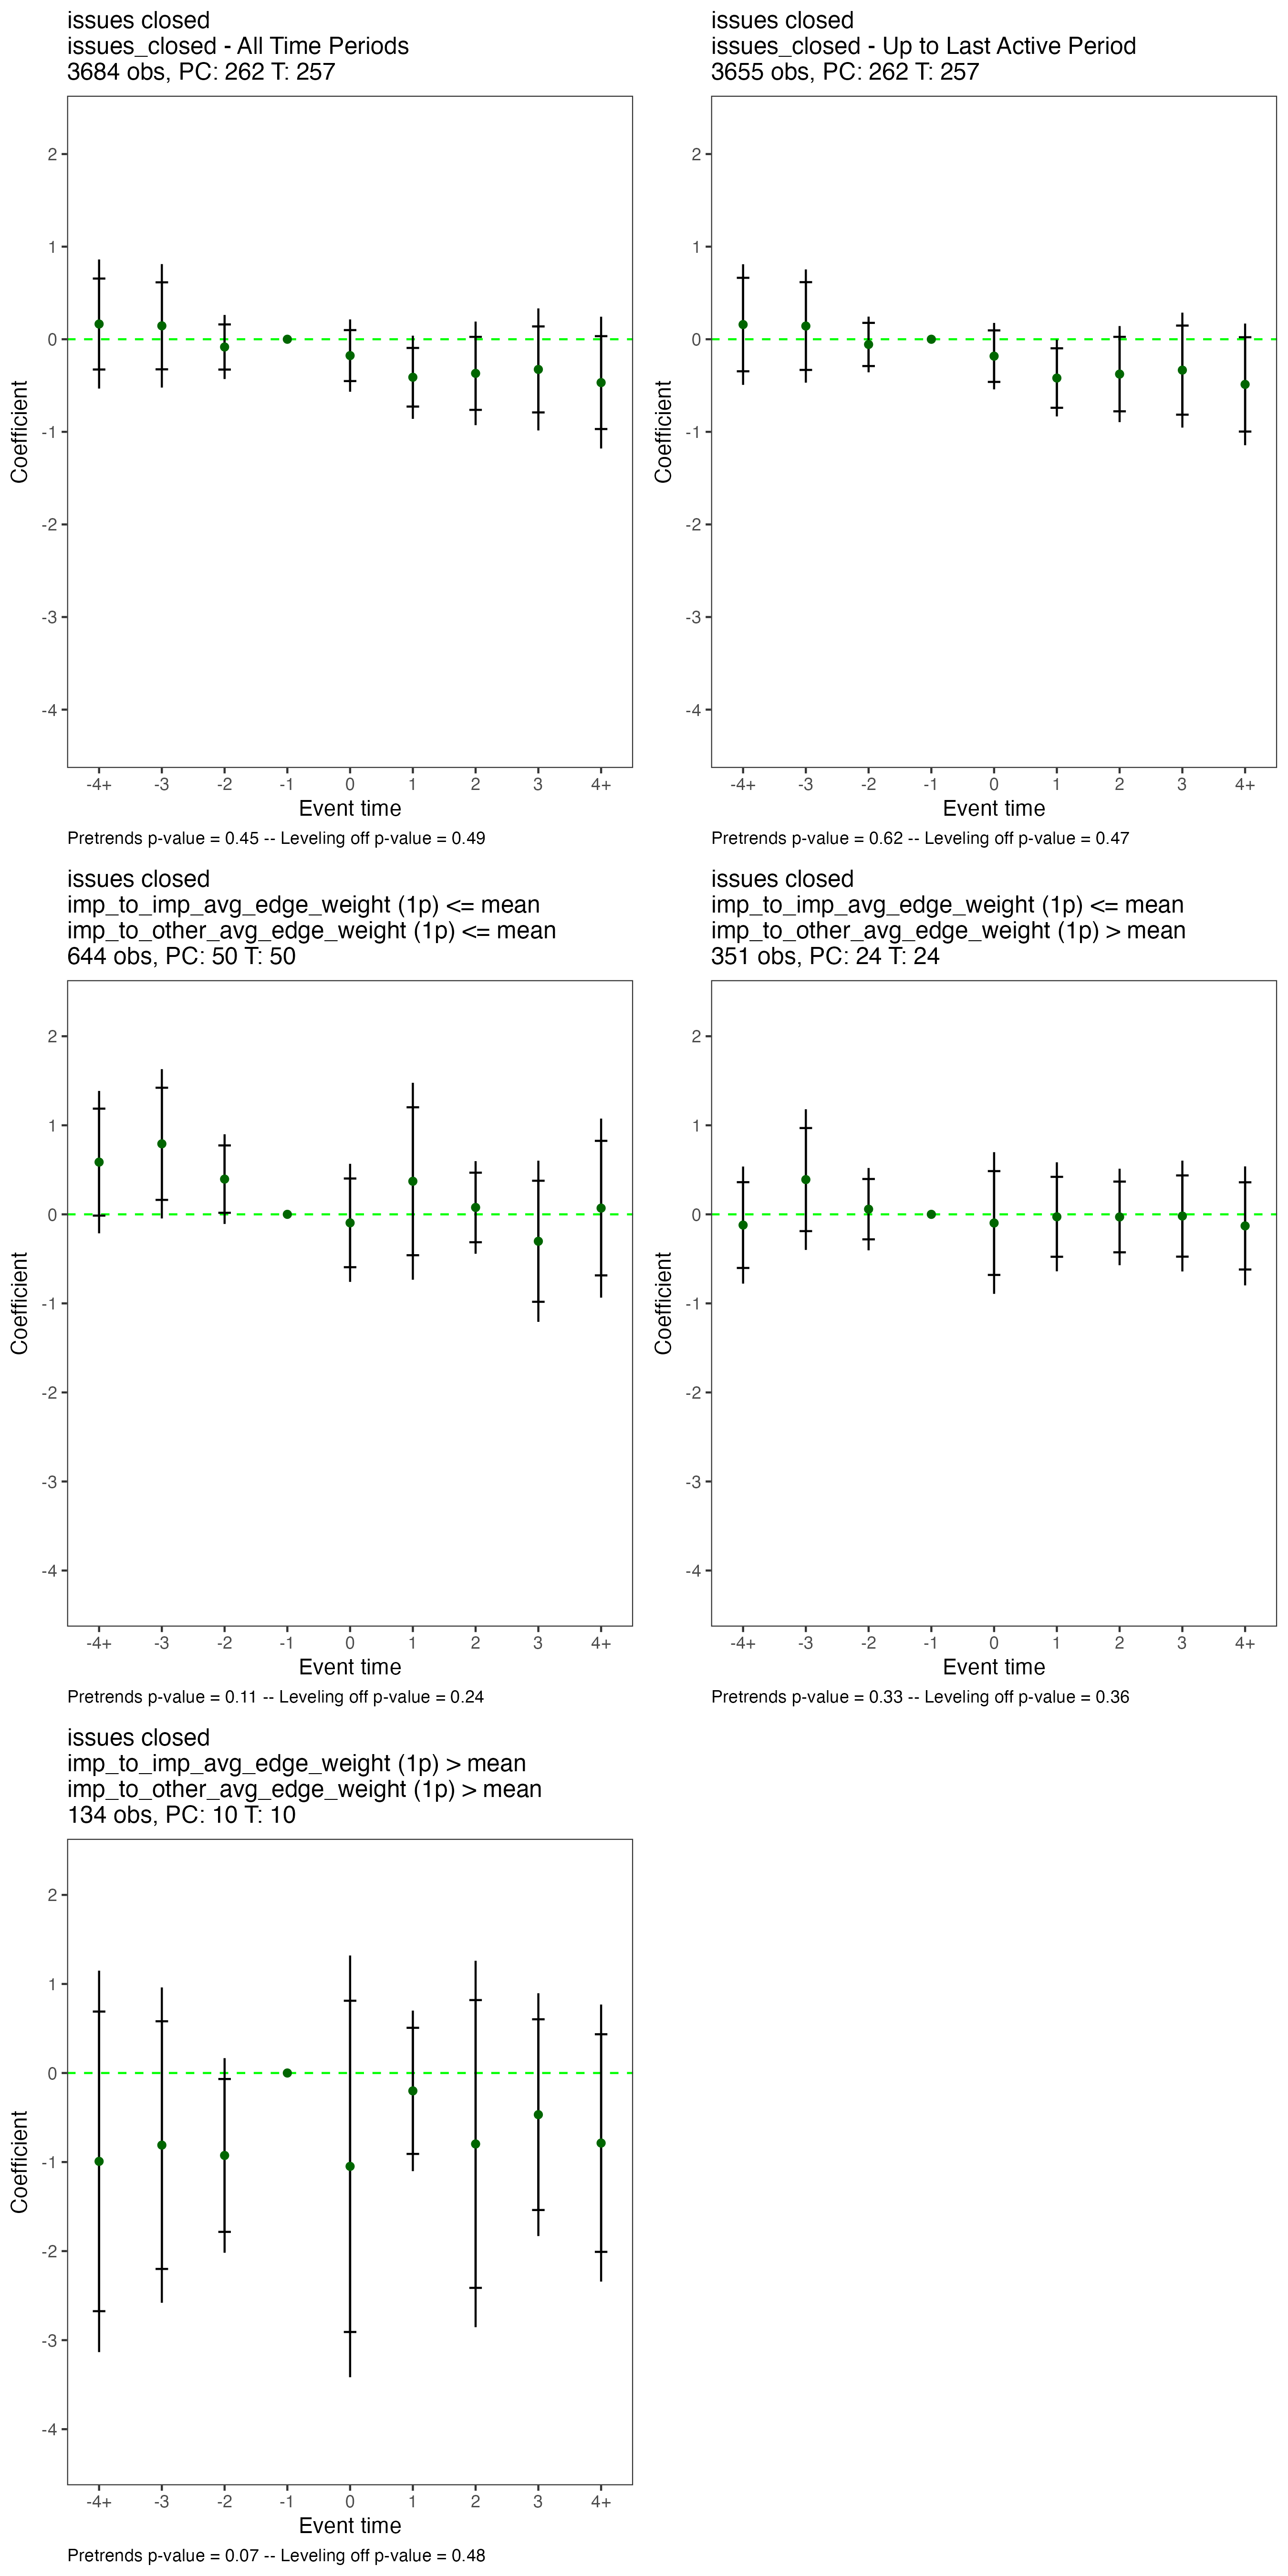 issues closed
issues_closed - All Time Periods
3684 obs, PC: 262 T: 257
2
1
0
-1
-2
-3
-4
Coefficient
-4+ -3 -2 -1 0 1 2 3 4+
Event time
Pretrends p-value = 0.45 -- Leveling off p-value = 0.49
issues closed
issues_closed - Up to Last Active Period
3655 obs, PC: 262 T: 257
2
1
0
-1
-2
-3
-4
Coefficient
-4+ -3 -2 -1 0 1 2 3 4+
Event time
Pretrends p-value = 0.62 -- Leveling off p-value = 0.47
issues closed
imp_to_imp_avg_edge_weight (1p) <= mean
imp_to_other_avg_edge_weight (1p) <= mean
644 obs, PC: 50 T: 50
2
1
0
-1
-2
-3
-4
Coefficient
-4+ -3 -2 -1 0 1 2 3 4+
Event time
Pretrends p-value = 0.11 -- Leveling off p-value = 0.24
issues closed
imp_to_imp_avg_edge_weight (1p) <= mean
imp_to_other_avg_edge_weight (1p) > mean
351 obs, PC: 24 T: 24
2
1
0
-1
-2
-3
-4
Coefficient
-4+ -3 -2 -1 0 1 2 3 4+
Event time
Pretrends p-value = 0.33 -- Leveling off p-value = 0.36
issues closed
imp_to_imp_avg_edge_weight (1p) > mean
imp_to_other_avg_edge_weight (1p) > mean
134 obs, PC: 10 T: 10
2
1
0
-1
-2
-3
-4
Coefficient
-4+ -3 -2 -1 0 1 2 3 4+
Event time
Pretrends p-value = 0.07 -- Leveling off p-value = 0.48